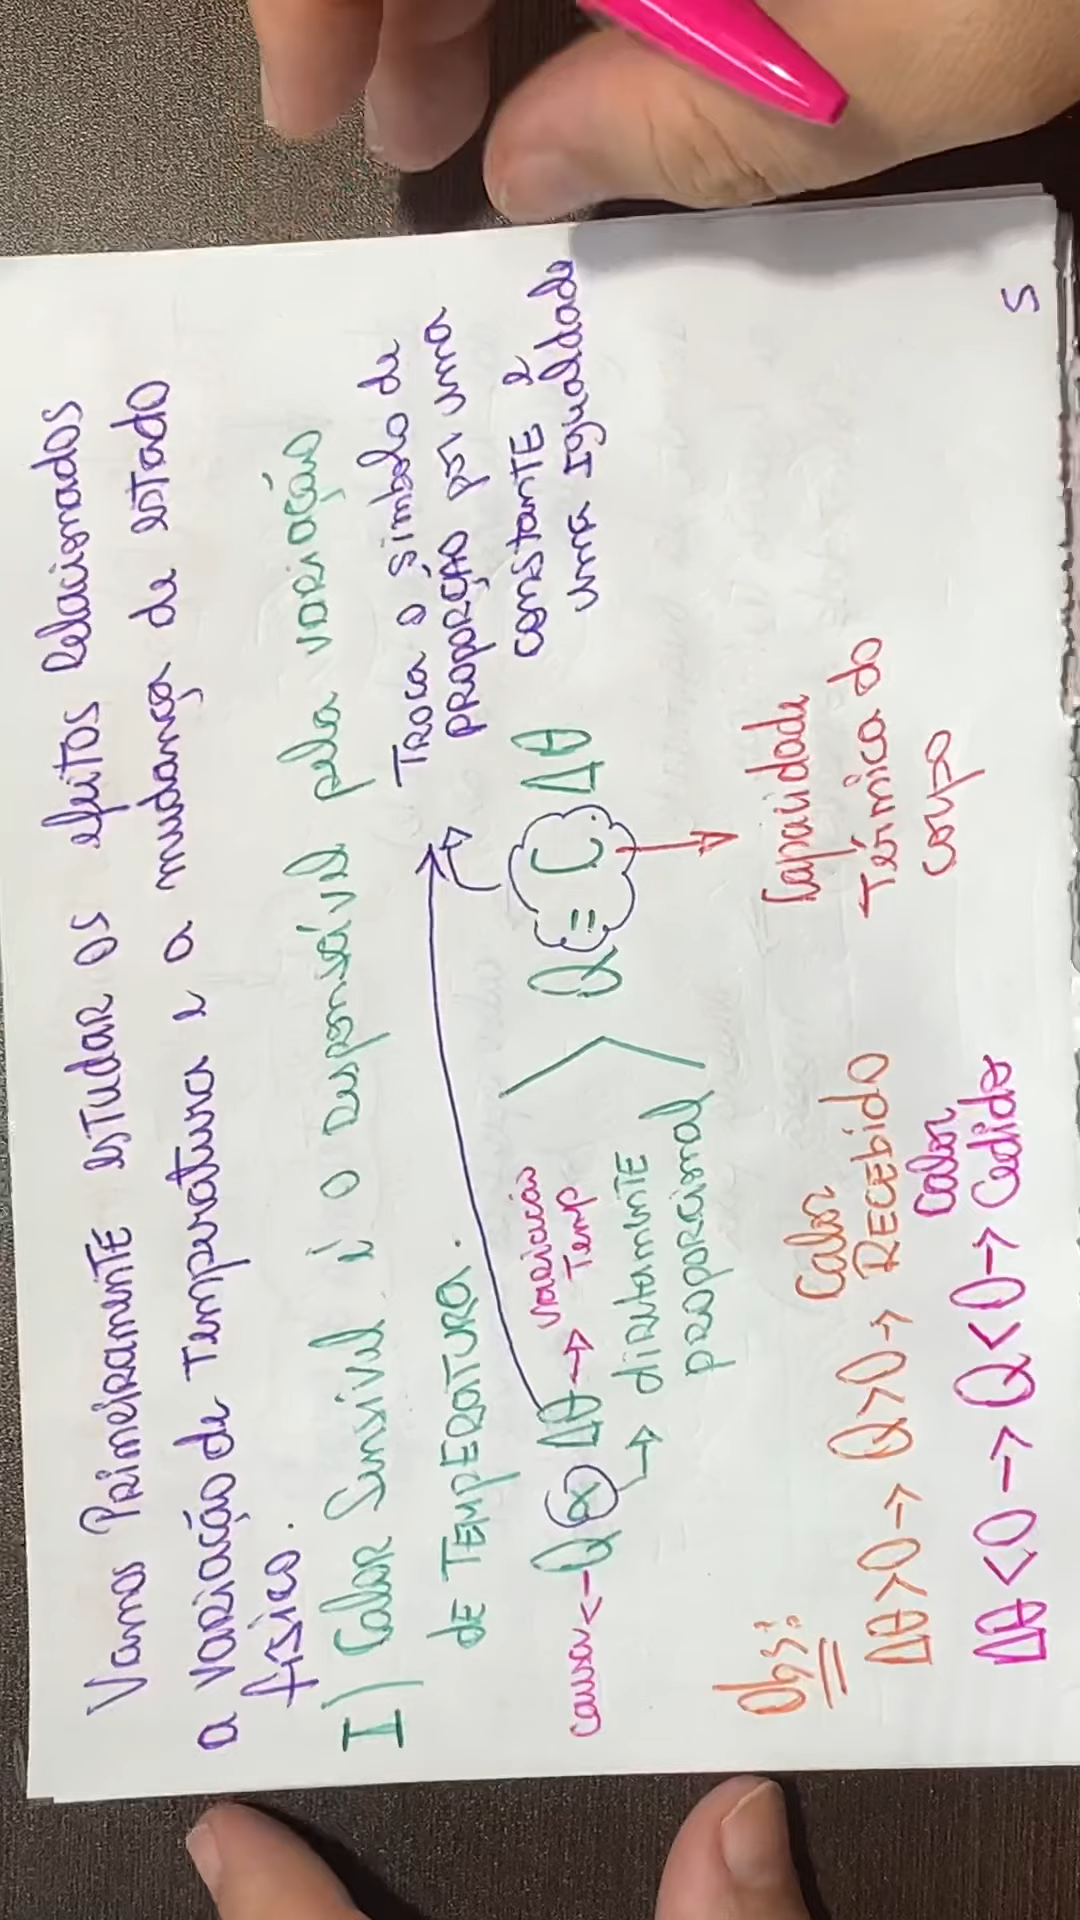 Vamos Primeiramente estudar os efeitos relacionados
a variação de Temperatura e a mudança de estado
físico.
I) Calor Sensível é o responsável pela variação
de TEMPERATURA.
causa <- Q α Δθ -> variação Temp
-> diretamente proporcional
Q = C Δθ
Troca o símbolo de
proporção por uma
constante e
uma Igualdade
Capacidade
Térmica do
corpo
Obs:
Δθ>0 -> Q>0 -> Calor Recebido
Δθ<0 -> Q<0 -> Calor Cedido
5